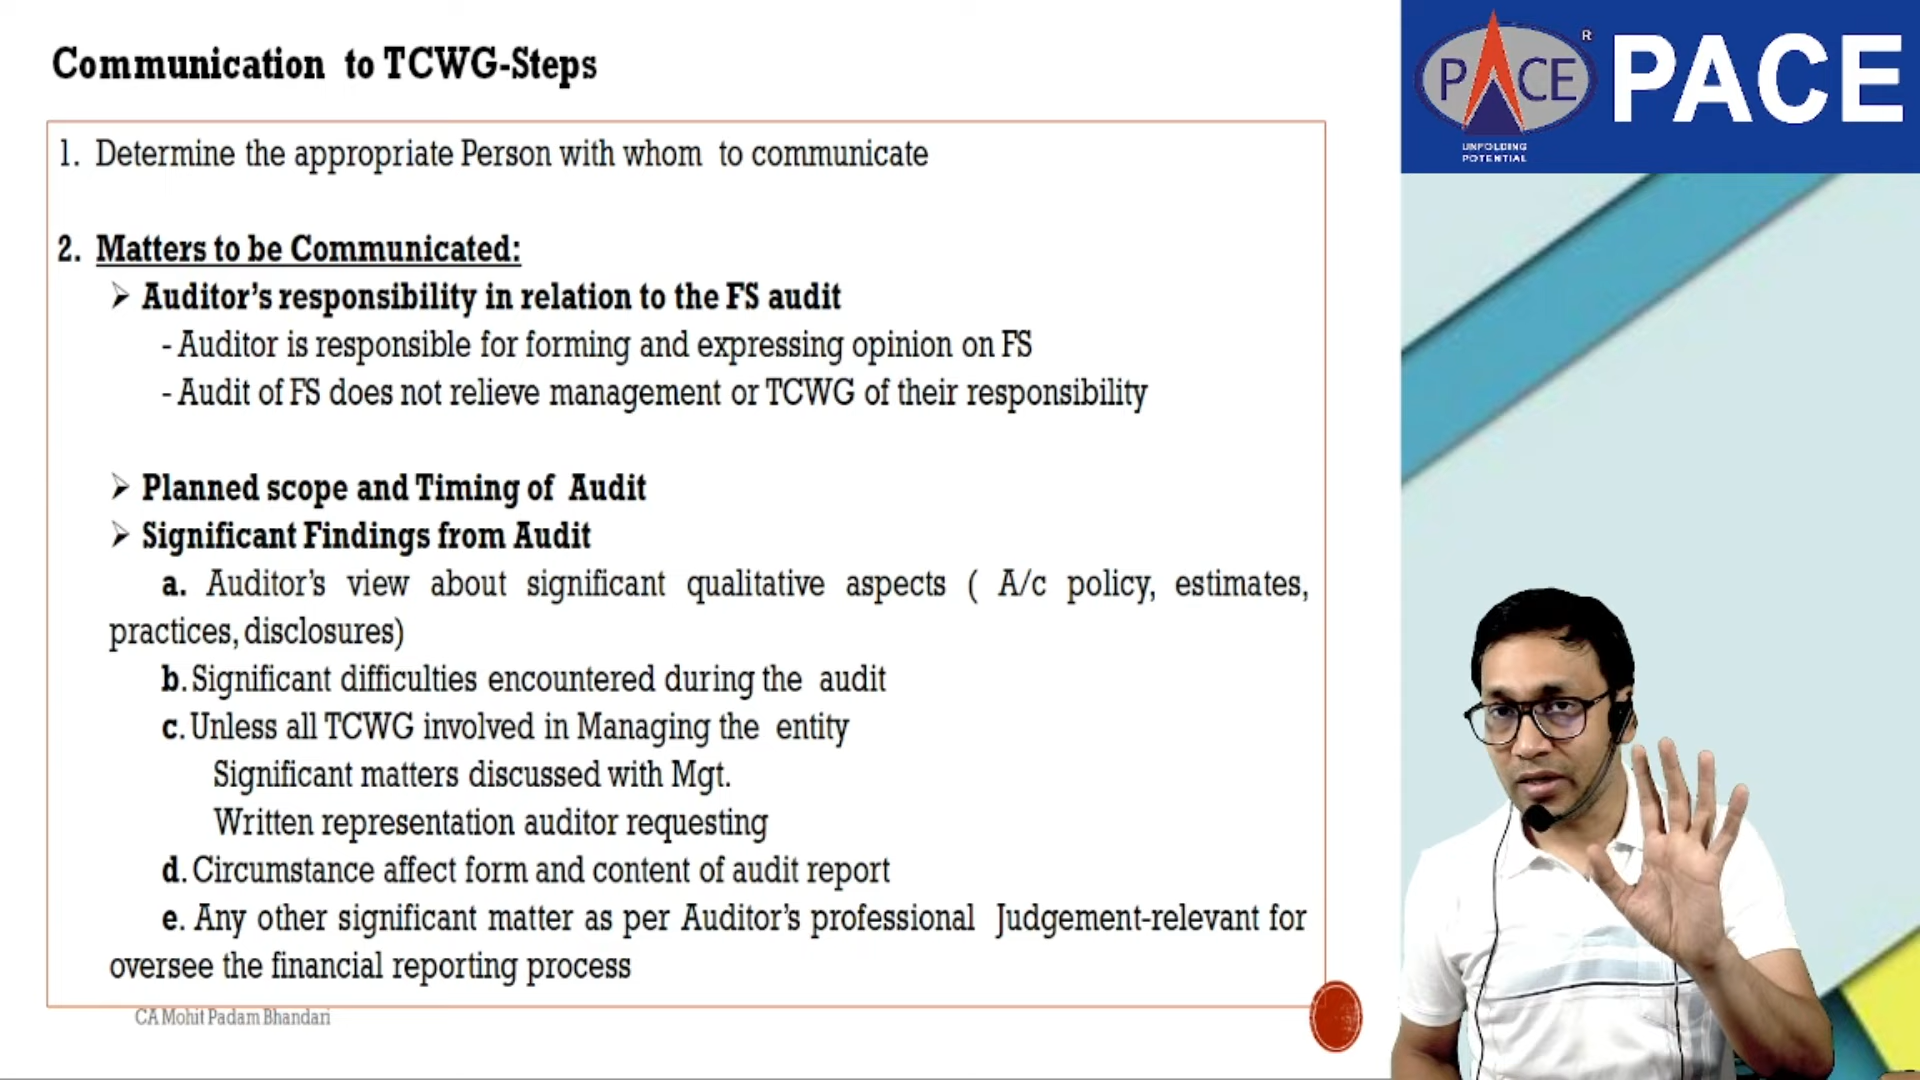 Communication to TCWG-Steps
1. Determine the appropriate Person with whom to communicate
2. Matters to be Communicated:
➢ Auditor's responsibility in relation to the FS audit
- Auditor is responsible for forming and expressing opinion on FS
- Audit of FS does not relieve management or TCWG of their responsibility
➢ Planned scope and Timing of Audit
➢ Significant Findings from Audit
a. Auditor's view about significant qualitative aspects ( A/c policy, estimates,
practices, disclosures)
b. Significant difficulties encountered during the audit
c. Unless all TCWG involved in Managing the entity
Significant matters discussed with Mgt.
Written representation auditor requesting
d. Circumstance affect form and content of audit report
e. Any other significant matter as per Auditor's professional Judgement-relevant for
oversee the financial reporting process
CA Mohit Padam Bhandari
PACE
®
UNFOLDING
POTENTIAL
PACE